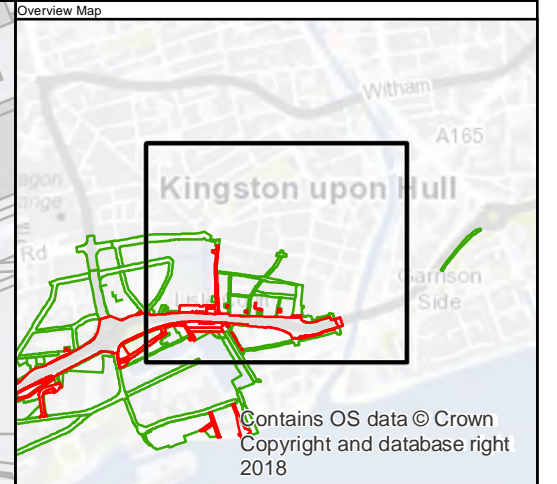 Overview Map
Witham
A165
Kingston upon Hull
Rd
Garrison
Side
Contains OS data © Crown
Copyright and database right
2018